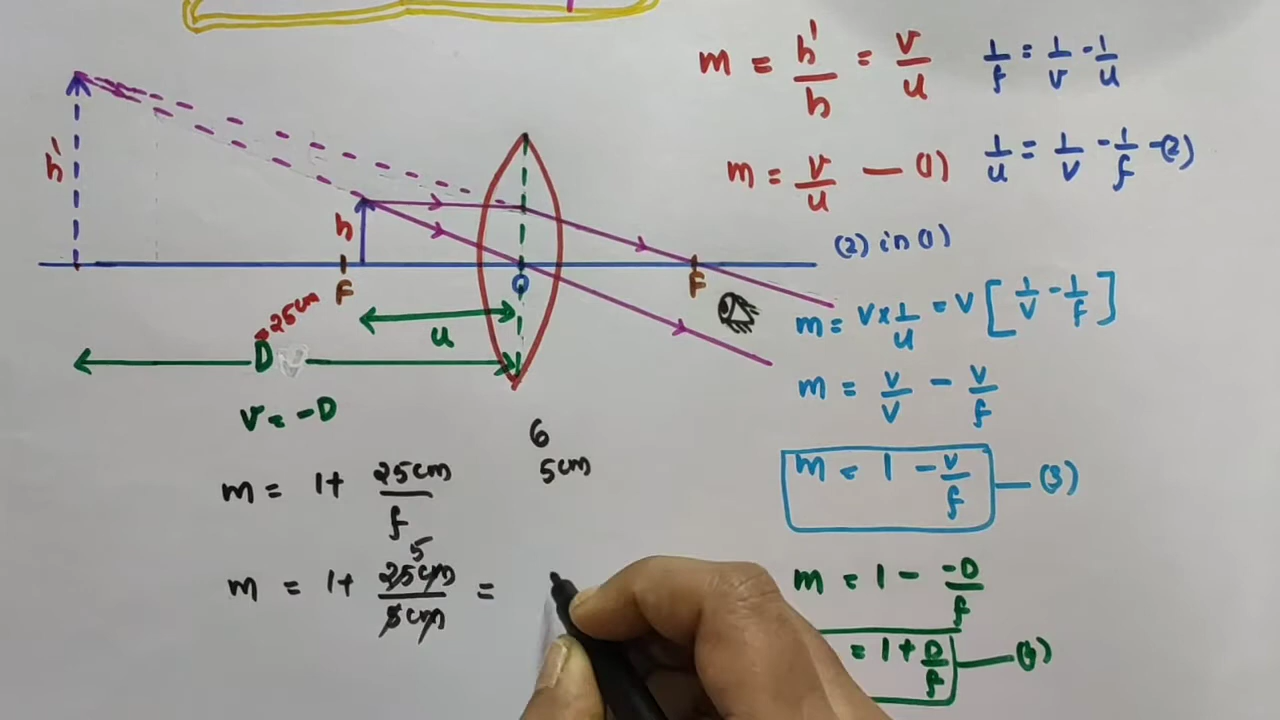 m = h'/h = v/u
1/f = 1/v - 1/u
m = v/u — (1)
1/u = 1/v - 1/f - (2)
(2) in (1)
m = v × 1/u = v [ 1/v - 1/f ]
m = v/v - v/f
m = 1 - v/f — (3)
m = 1 - -D/f
= 1 + D/f — (4)
h'
h
F
O
F
u
25cm
D
v = -D
6
5cm
m = 1 + 25cm/f
5
m = 1 + 25cm/5cm =